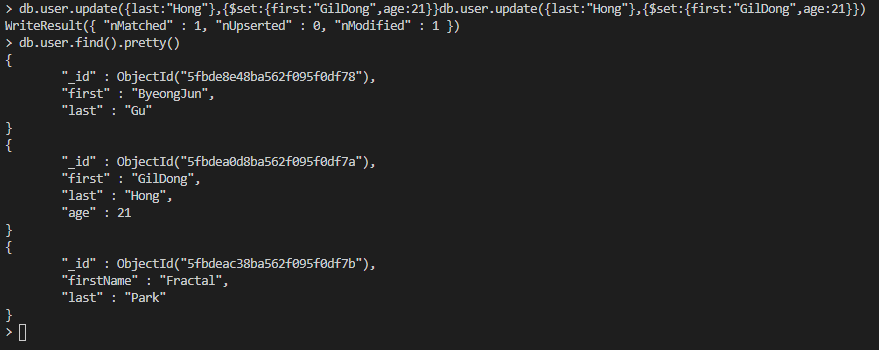 > db.user.update({last:"Hong"},{$set:{first:"GilDong",age:21}}db.user.update({last:"Hong"},{$set:{first:"GilDong",age:21}})
WriteResult({ "nMatched" : 1, "nUpserted" : 0, "nModified" : 1 })
> db.user.find().pretty()
{
        "_id" : ObjectId("5fbde8e48ba562f095f0df78"),
        "first" : "ByeongJun",
        "last" : "Gu"
}
{
        "_id" : ObjectId("5fbdea0d8ba562f095f0df7a"),
        "first" : "GilDong",
        "last" : "Hong",
        "age" : 21
}
{
        "_id" : ObjectId("5fbdeac38ba562f095f0df7b"),
        "firstName" : "Fractal",
        "last" : "Park"
}
>